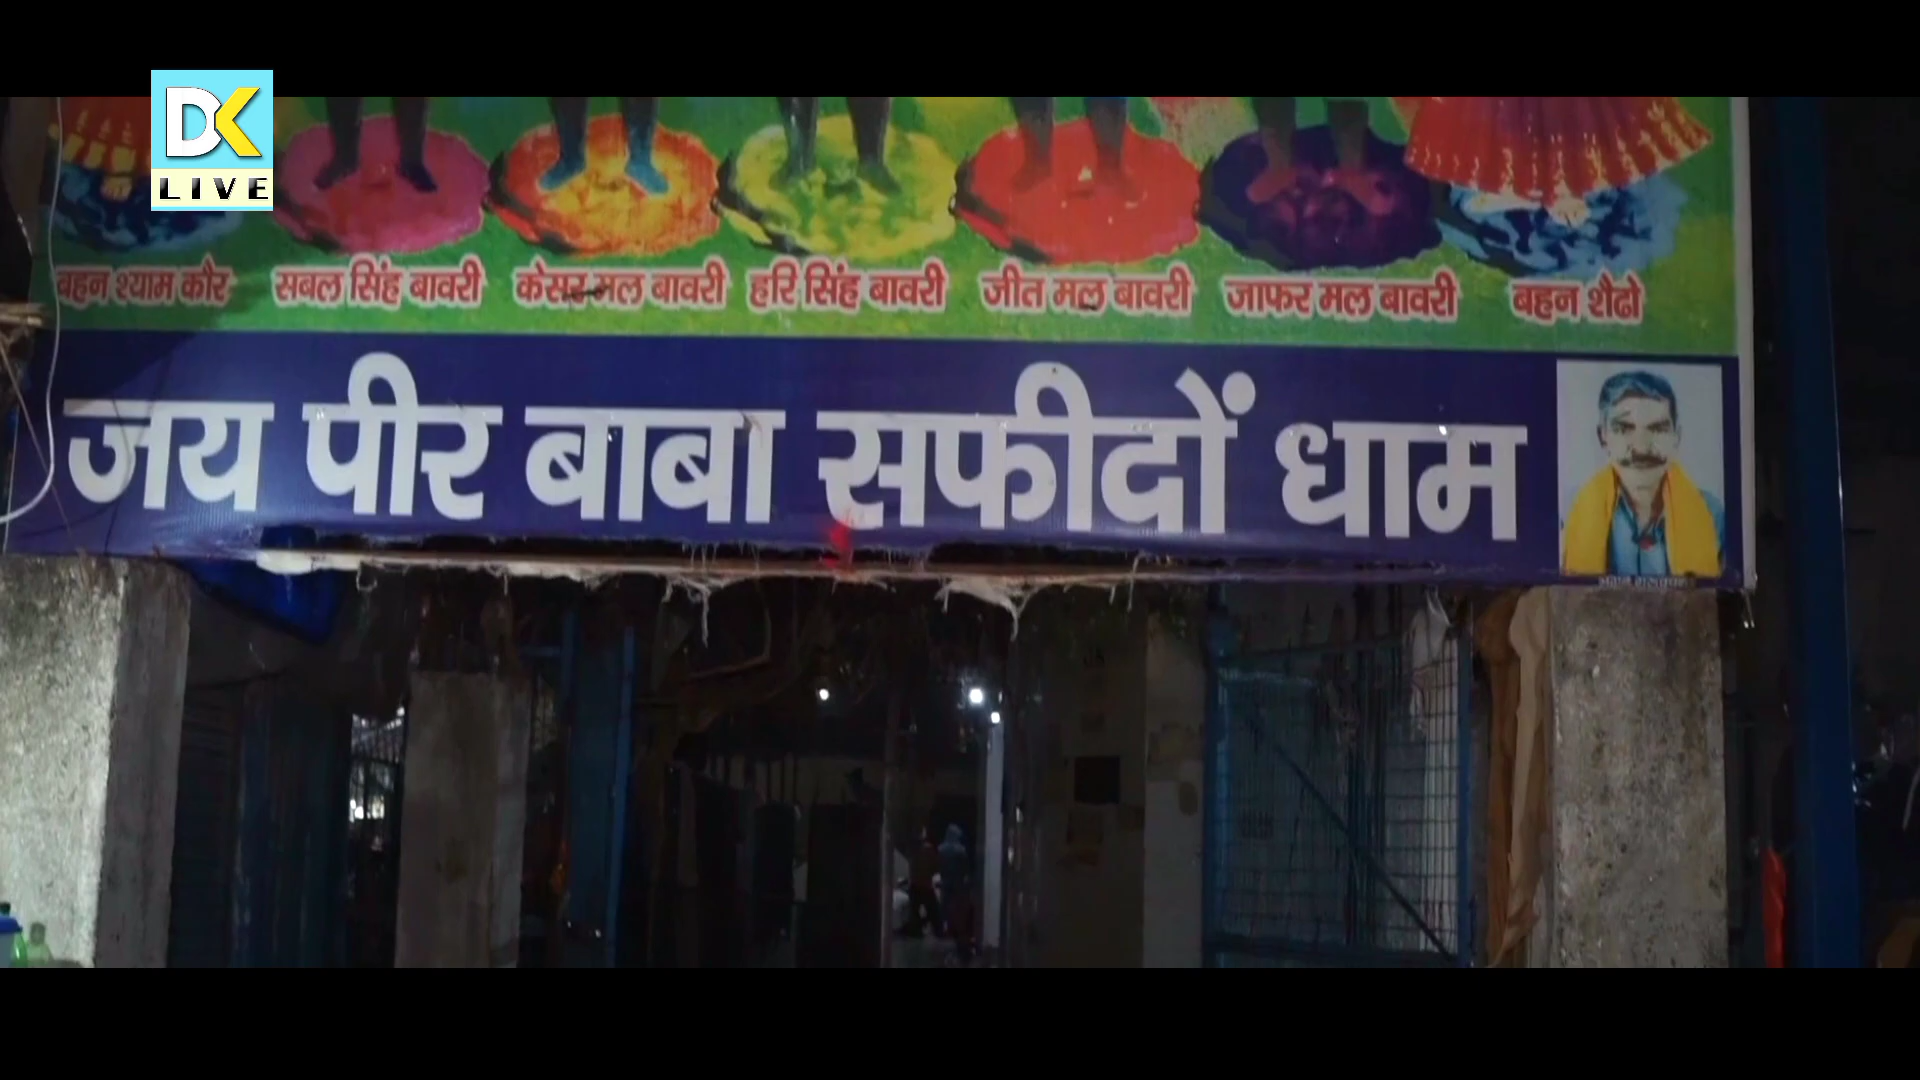 DK
LIVE
बहन श्याम कौर सबल सिंह बावरी केसर मल बावरी हरि सिंह बावरी जीत मल बावरी जाफर मल बावरी बहन शैढो
जय पीर बाबा सफीदों धाम